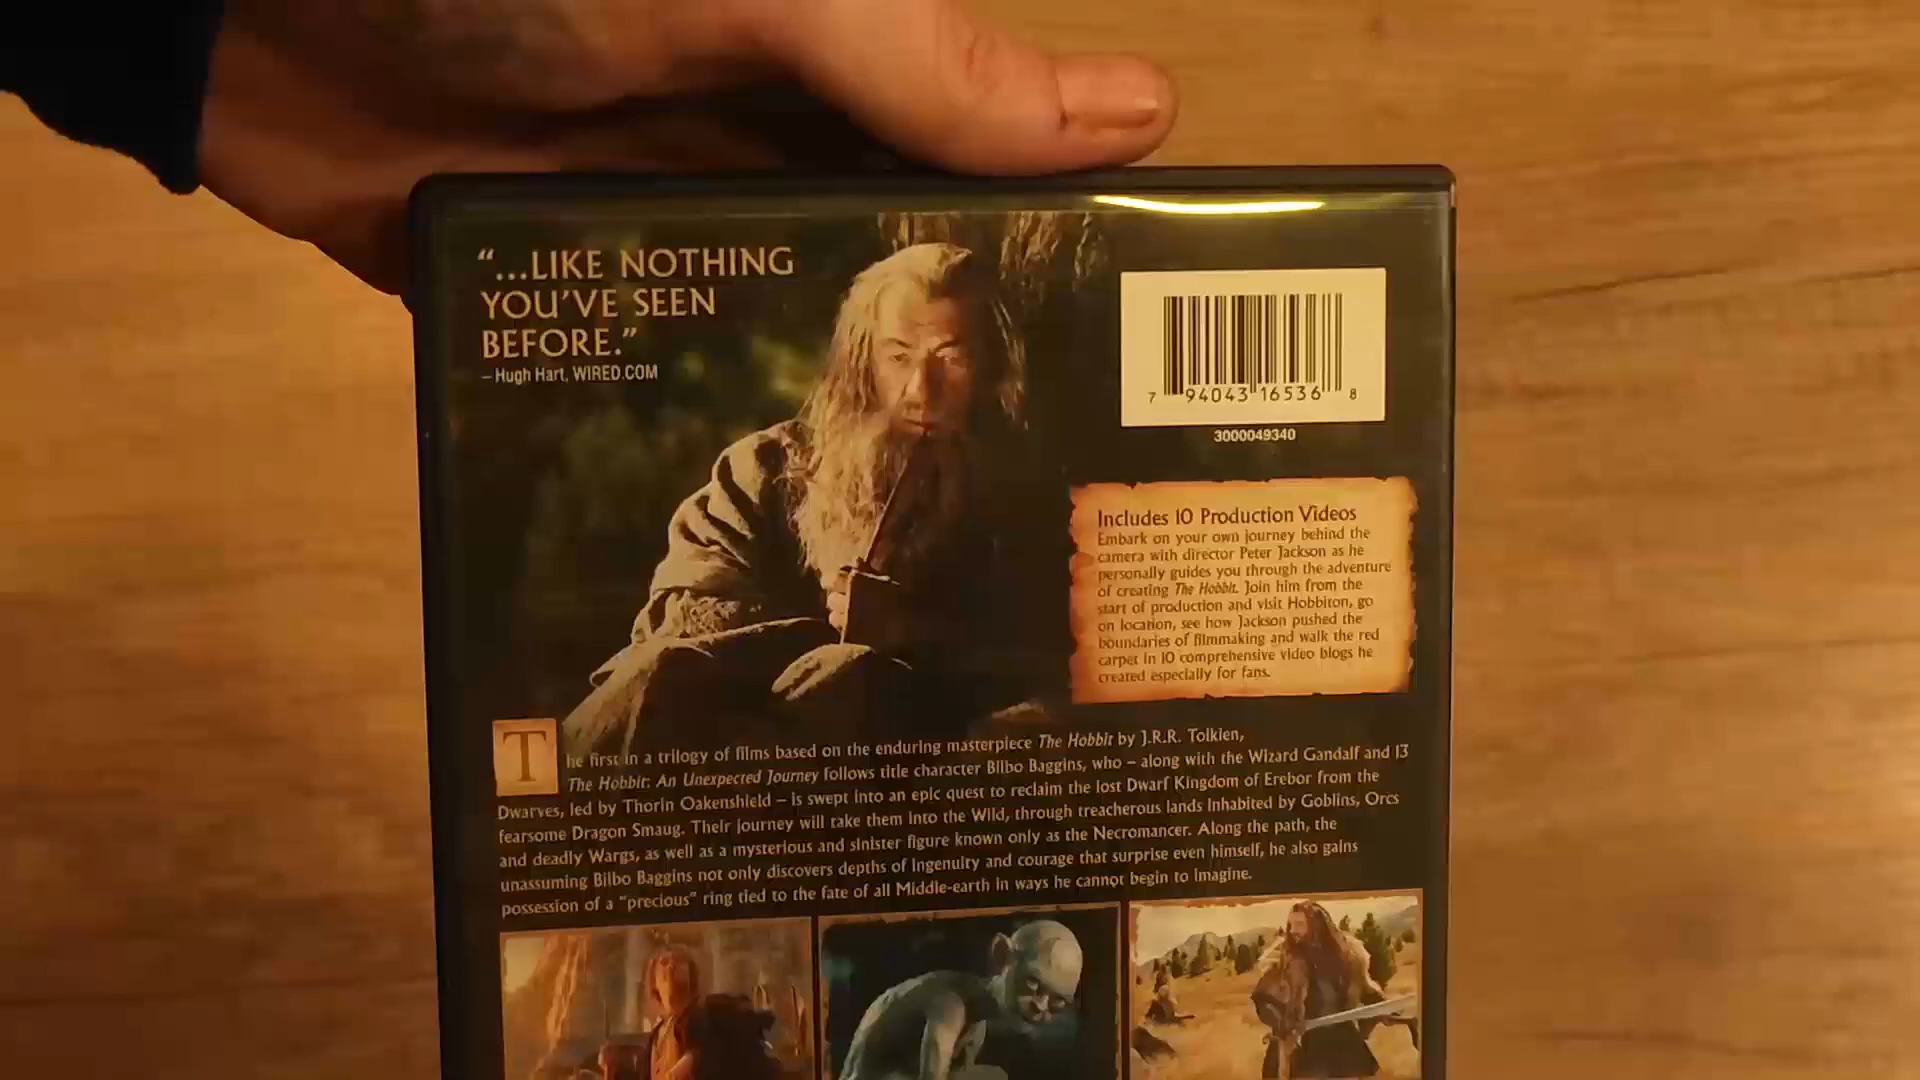 “...LIKE NOTHING
YOU’VE SEEN
BEFORE.”
– Hugh Hart, WIRED.COM
7 94043 16536 8
3000049340
Includes 10 Production Videos
Embark on your own journey behind the
camera with director Peter Jackson as he
personally guides you through the adventure
of creating The Hobbit. Join him from the
start of production and visit Hobbiton, go
on location, see how Jackson pushed the
boundaries of filmmaking and walk the red
carpet in 10 comprehensive video blogs he
created especially for fans.
The first in a trilogy of films based on the enduring masterpiece The Hobbit by J.R.R. Tolkien,
The Hobbit: An Unexpected Journey follows title character Bilbo Baggins, who – along with the Wizard Gandalf and 13
Dwarves, led by Thorin Oakenshield – is swept into an epic quest to reclaim the lost Dwarf Kingdom of Erebor from the
fearsome Dragon Smaug. Their journey will take them into the Wild, through treacherous lands inhabited by Goblins, Orcs
and deadly Wargs, as well as a mysterious and sinister figure known only as the Necromancer. Along the path, the
unassuming Bilbo Baggins not only discovers depths of ingenuity and courage that surprise even himself, he also gains
possession of a “precious” ring tied to the fate of all Middle-earth in ways he cannot begin to imagine.